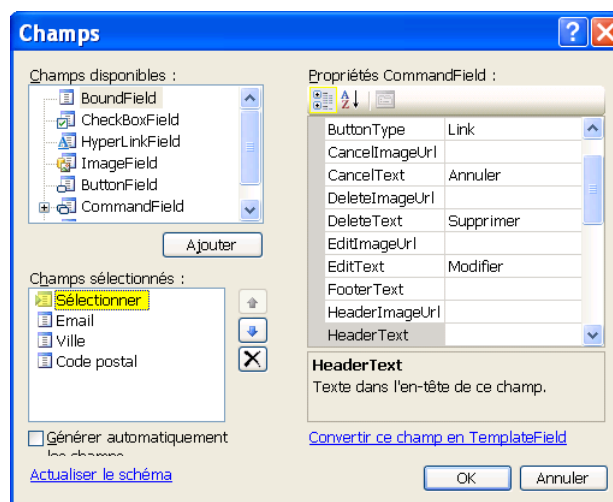 Champs
Champs disponibles :
BoundField
CheckBoxField
HyperLinkField
ImageField
ButtonField
CommandField
Ajouter
Champs sélectionnés :
Sélectionner
Email
Ville
Code postal
Générer automatiquement
les champs
Actualiser le schéma
Propriétés CommandField :
ButtonType Link
CancelImageUrl
CancelText Annuler
DeleteImageUrl
DeleteText Supprimer
EditImageUrl
EditText Modifier
FooterText
HeaderImageUrl
HeaderText
HeaderText
Texte dans l'en-tête de ce champ.
Convertir ce champ en TemplateField
OK Annuler